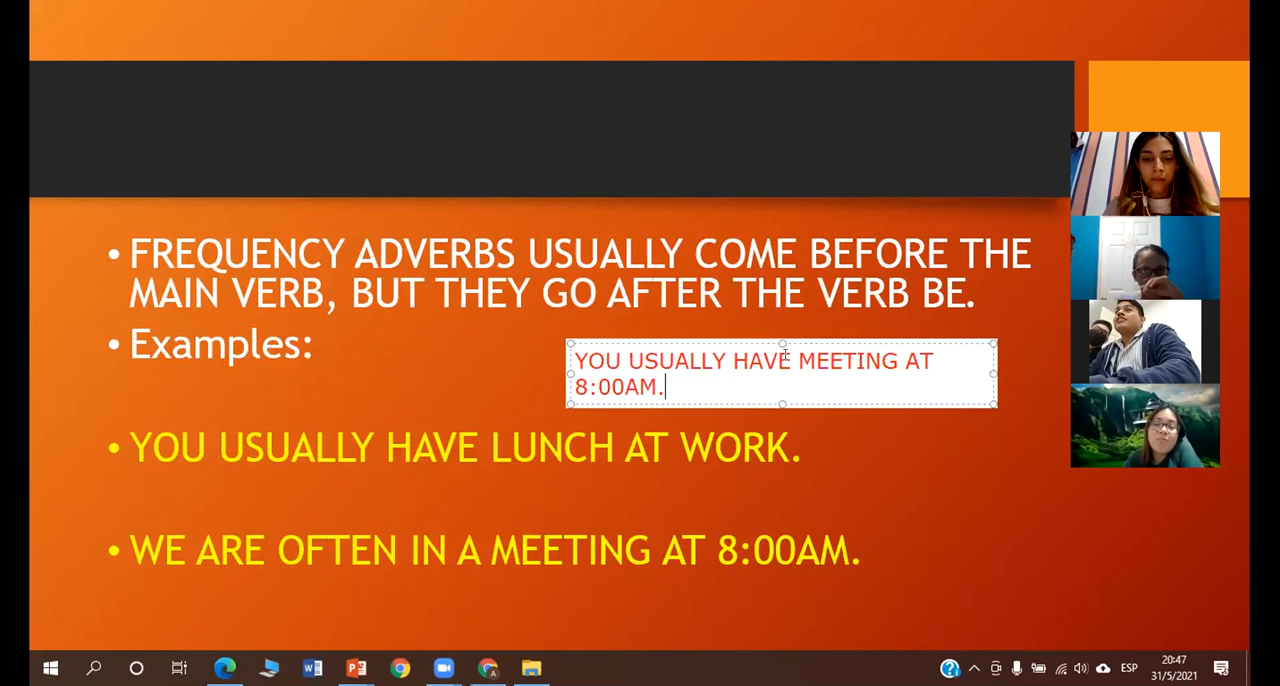 • FREQUENCY ADVERBS USUALLY COME BEFORE THE
MAIN VERB, BUT THEY GO AFTER THE VERB BE.
• Examples:
YOU USUALLY HAVE MEETING AT
8:00AM.
• YOU USUALLY HAVE LUNCH AT WORK.
• WE ARE OFTEN IN A MEETING AT 8:00AM.
ESP
20:47
31/5/2021